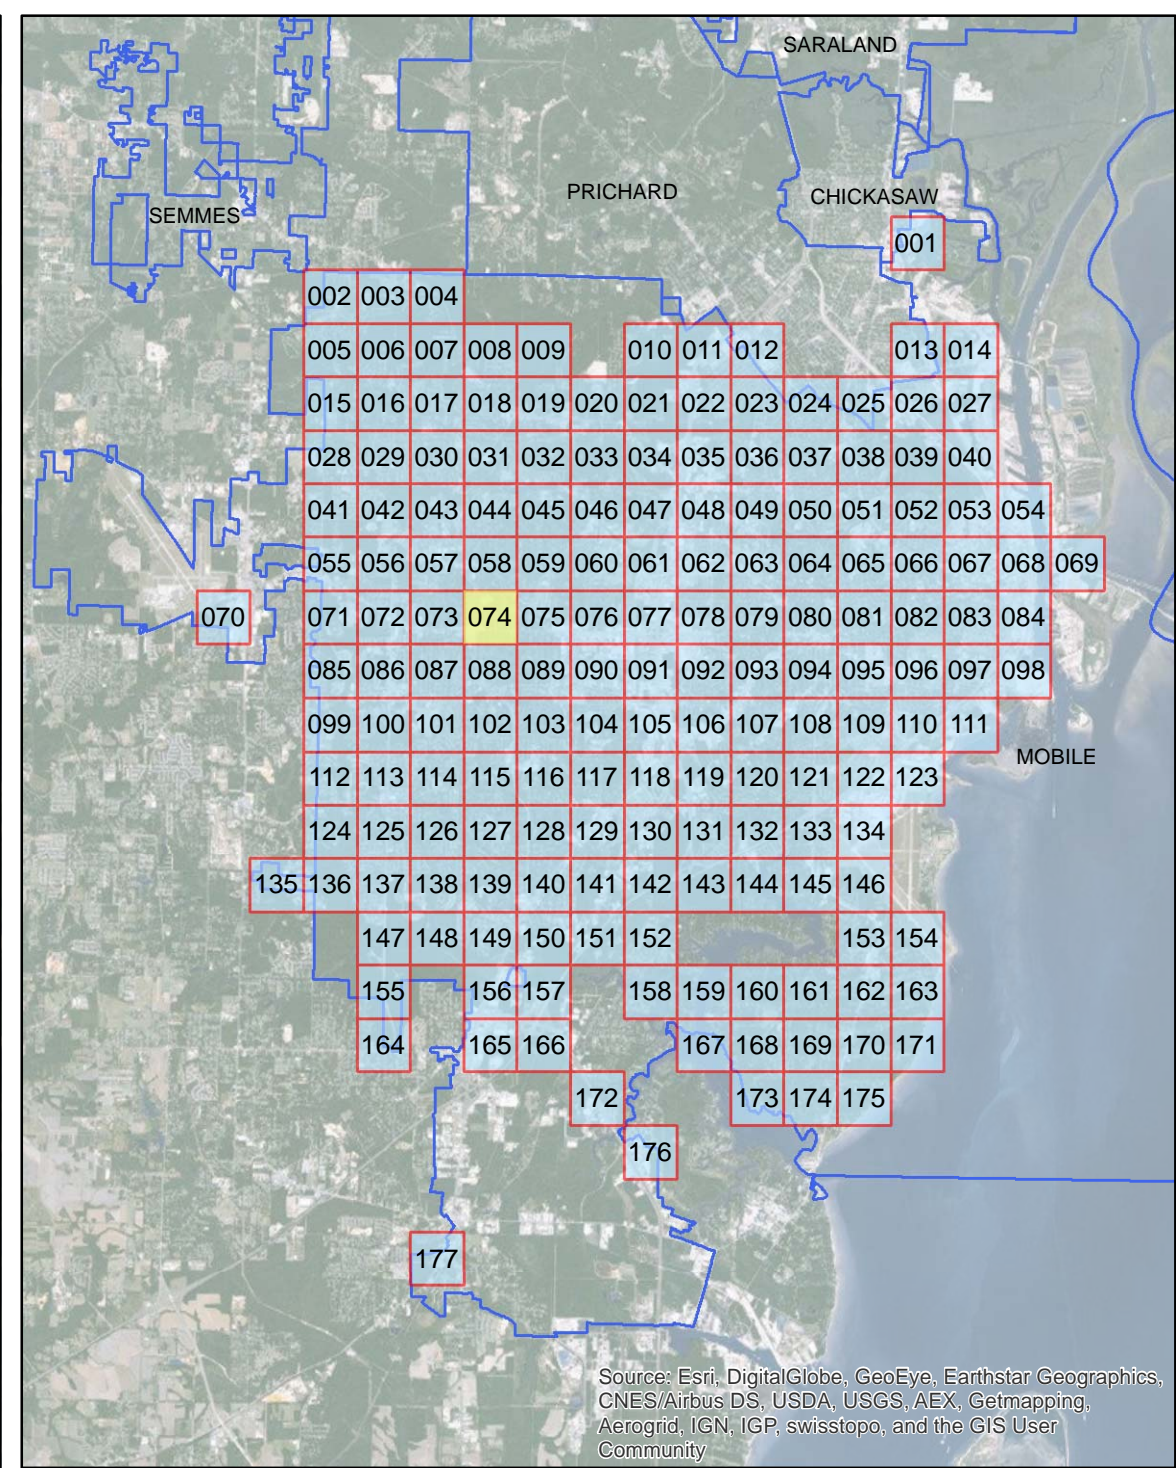 SARALAND
PRICHARD
CHICKASAW
SEMMES
001
002 003 004
005 006 007 008 009 010 011 012 013 014
015 016 017 018 019 020 021 022 023 024 025 026 027
028 029 030 031 032 033 034 035 036 037 038 039 040
041 042 043 044 045 046 047 048 049 050 051 052 053 054
055 056 057 058 059 060 061 062 063 064 065 066 067 068 069
070 071 072 073 074 075 076 077 078 079 080 081 082 083 084
085 086 087 088 089 090 091 092 093 094 095 096 097 098
099 100 101 102 103 104 105 106 107 108 109 110 111
MOBILE
112 113 114 115 116 117 118 119 120 121 122 123
124 125 126 127 128 129 130 131 132 133 134
135 136 137 138 139 140 141 142 143 144 145 146
147 148 149 150 151 152 153 154
155 156 157 158 159 160 161 162 163
164 165 166 167 168 169 170 171
172 173 174 175
176
177
Source: Esri, DigitalGlobe, GeoEye, Earthstar Geographics,
CNES/Airbus DS, USDA, USGS, AEX, Getmapping,
Aerogrid, IGN, IGP, swisstopo, and the GIS User
Community